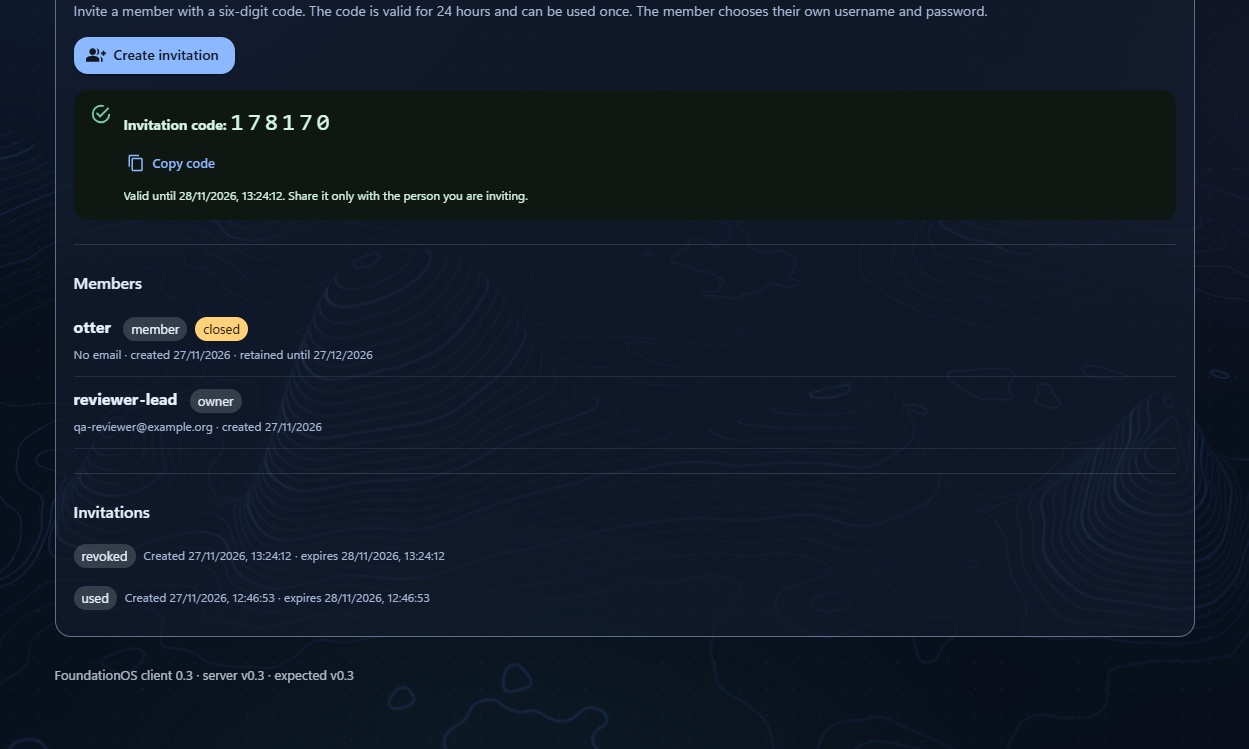 Invite a member with a six-digit code. The code is valid for 24 hours and can be used once. The member chooses their own username and password.
Create invitation
Invitation code: 178170
Copy code
Valid until 28/11/2026, 13:24:12. Share it only with the person you are inviting.
Members
otter member closed
No email · created 27/11/2026 · retained until 27/12/2026
reviewer-lead owner
qa-reviewer@example.org · created 27/11/2026
Invitations
revoked Created 27/11/2026, 13:24:12 · expires 28/11/2026, 13:24:12
used Created 27/11/2026, 12:46:53 · expires 28/11/2026, 12:46:53
FoundationOS client 0.3 · server v0.3 · expected v0.3